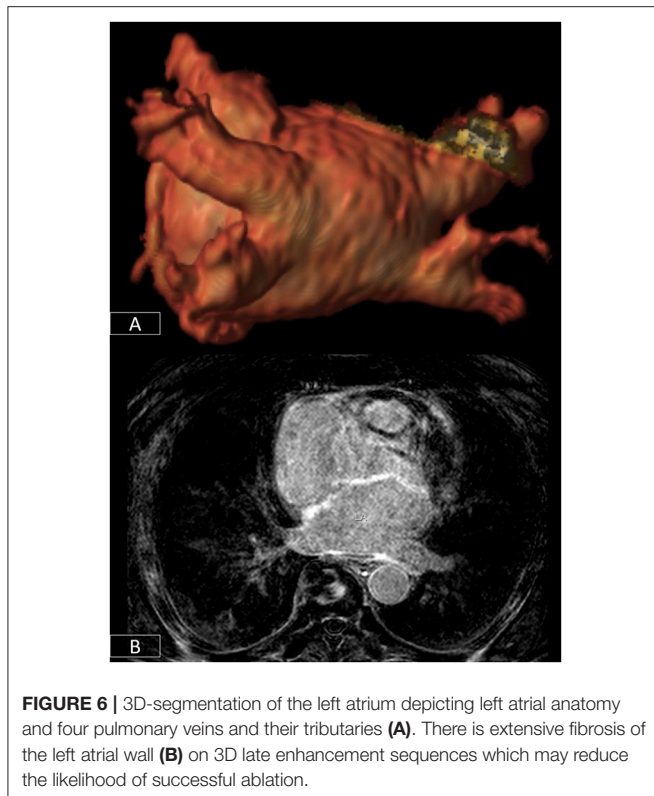 A
B
FIGURE 6 | 3D-segmentation of the left atrium depicting left atrial anatomy
and four pulmonary veins and their tributaries (A). There is extensive fibrosis of
the left atrial wall (B) on 3D late enhancement sequences which may reduce
the likelihood of successful ablation.